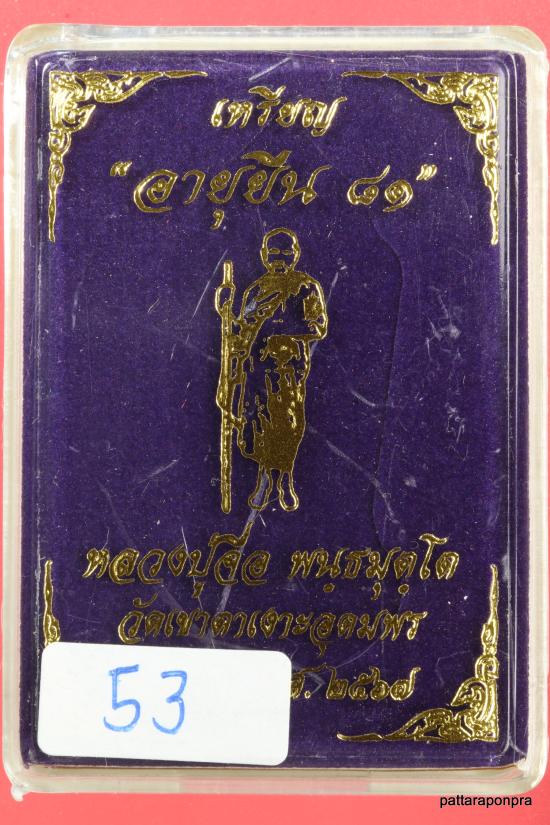 เหรียญ
“อายุยืน ๘๑”
หลวงปู่จื่อ พนฺธมุตฺโต
วัดเขาตาเงาะอุดมพร
ศ. ๒๕๖๗
53
pattaraponpra